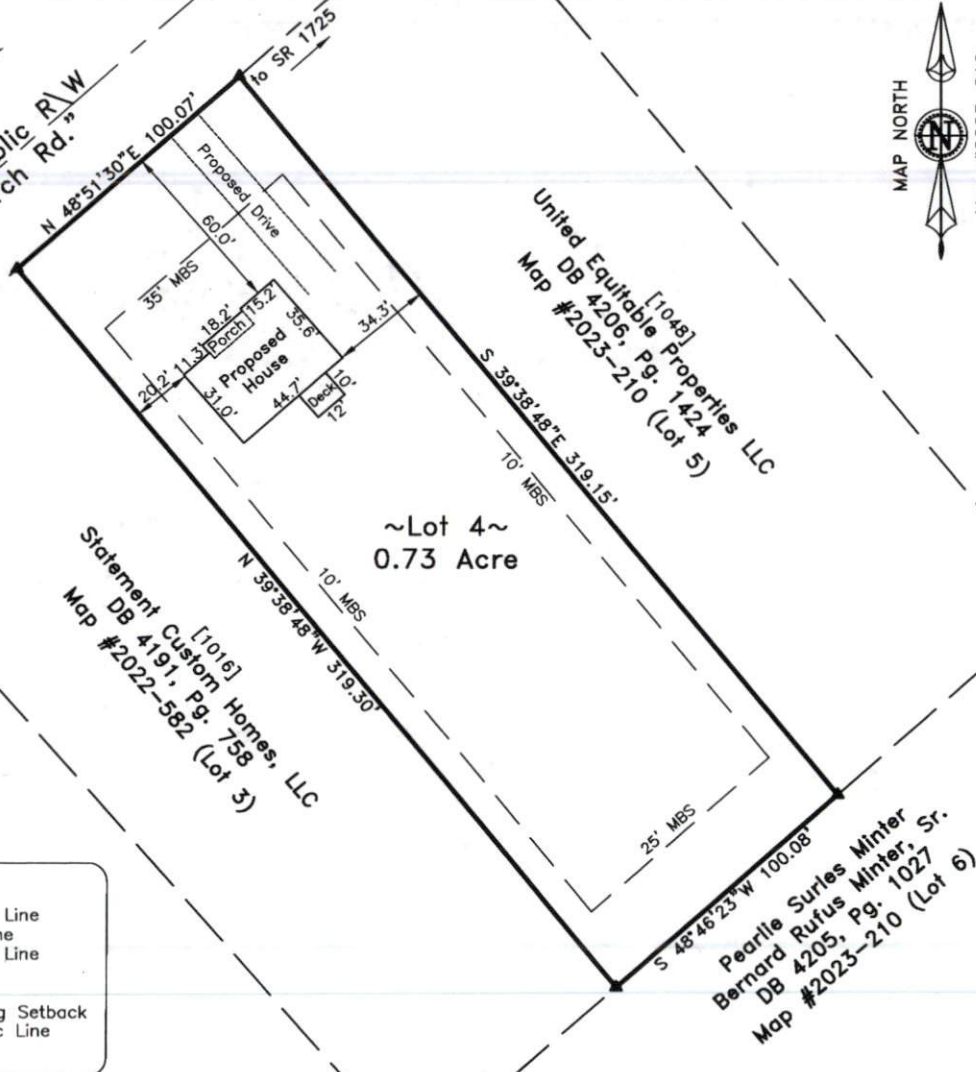 R\W
Rd."
to SR 1725
N 48°51'30"E 100.07'
MAP NORTH
N
Proposed Drive
60.0'
35' MBS
[1048]
United Equitable Properties LLC
DB 4206, Pg. 1424
Map #2023-210 (Lot 5)
18.2'
15.2'
Porch
35.6'
34.3'
20.2'
11.3'
Proposed
House
31.0'
44.7'
10'
Deck
12'
S 39°38'48"E 319.15'
10' MBS
~Lot 4~
0.73 Acre
10' MBS
N 39°38'48"W 319.30'
[1016]
Statement Custom Homes, LLC
DB 4191, Pg. 758
Map #2022-582 (Lot 3)
25' MBS
S 48°46'23"W 100.08'
Pearlie Surles Minter
Bernard Rufus Minter, Sr.
DB 4205, Pg. 1027
Map #2023-210 (Lot 6)
Line
Line
Setback
Line